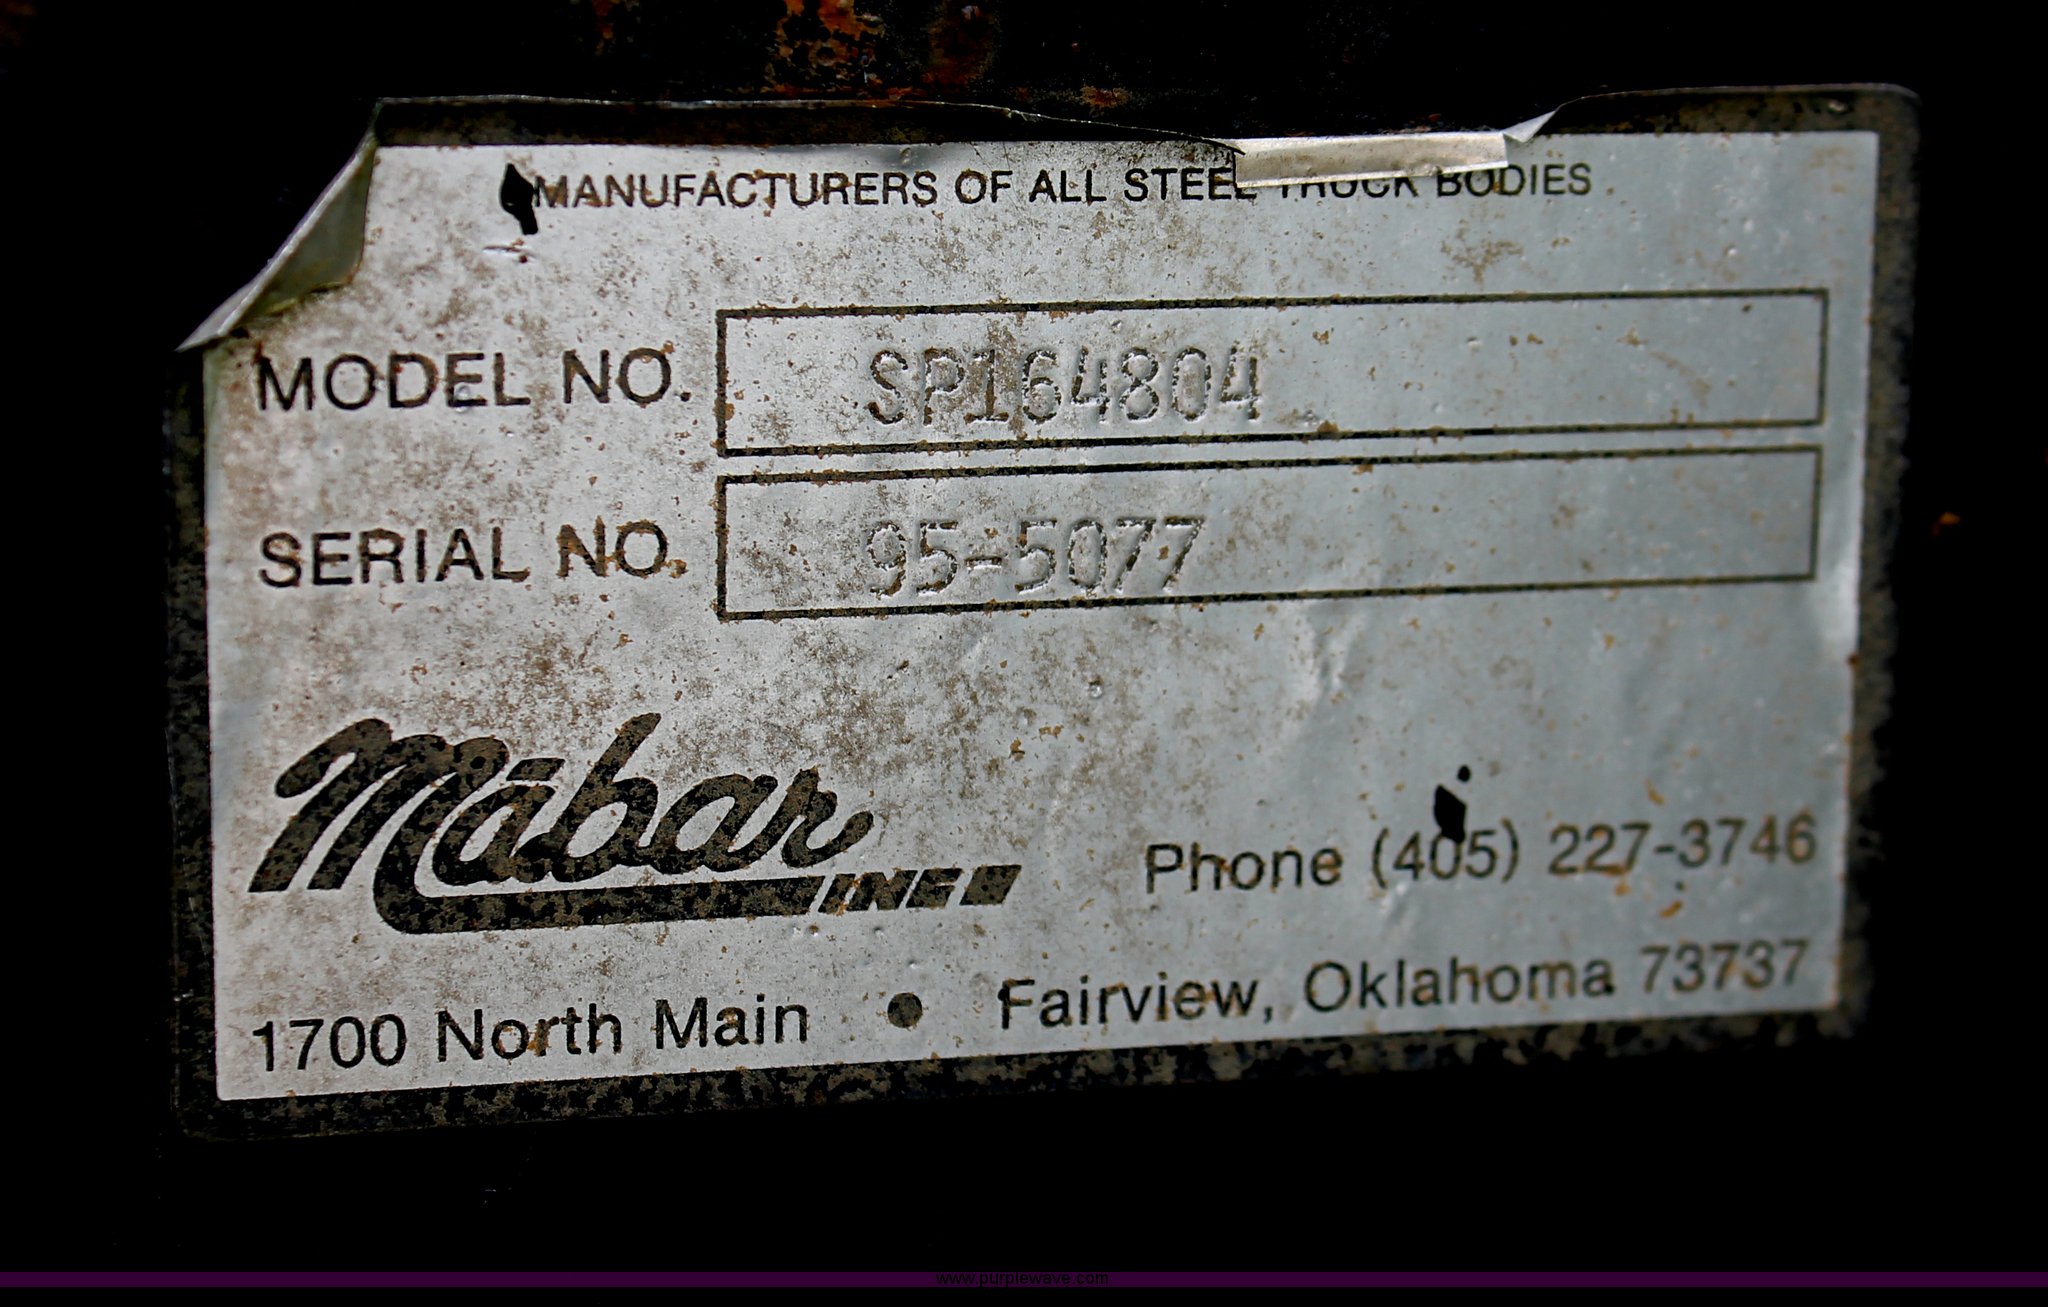 MANUFACTURERS OF ALL STEEL TRUCK BODIES
MODEL NO. SP164804
SERIAL NO. 95-5077
Mabar INC
Phone (405) 227-3746
1700 North Main • Fairview, Oklahoma 73737
www.purplewave.com